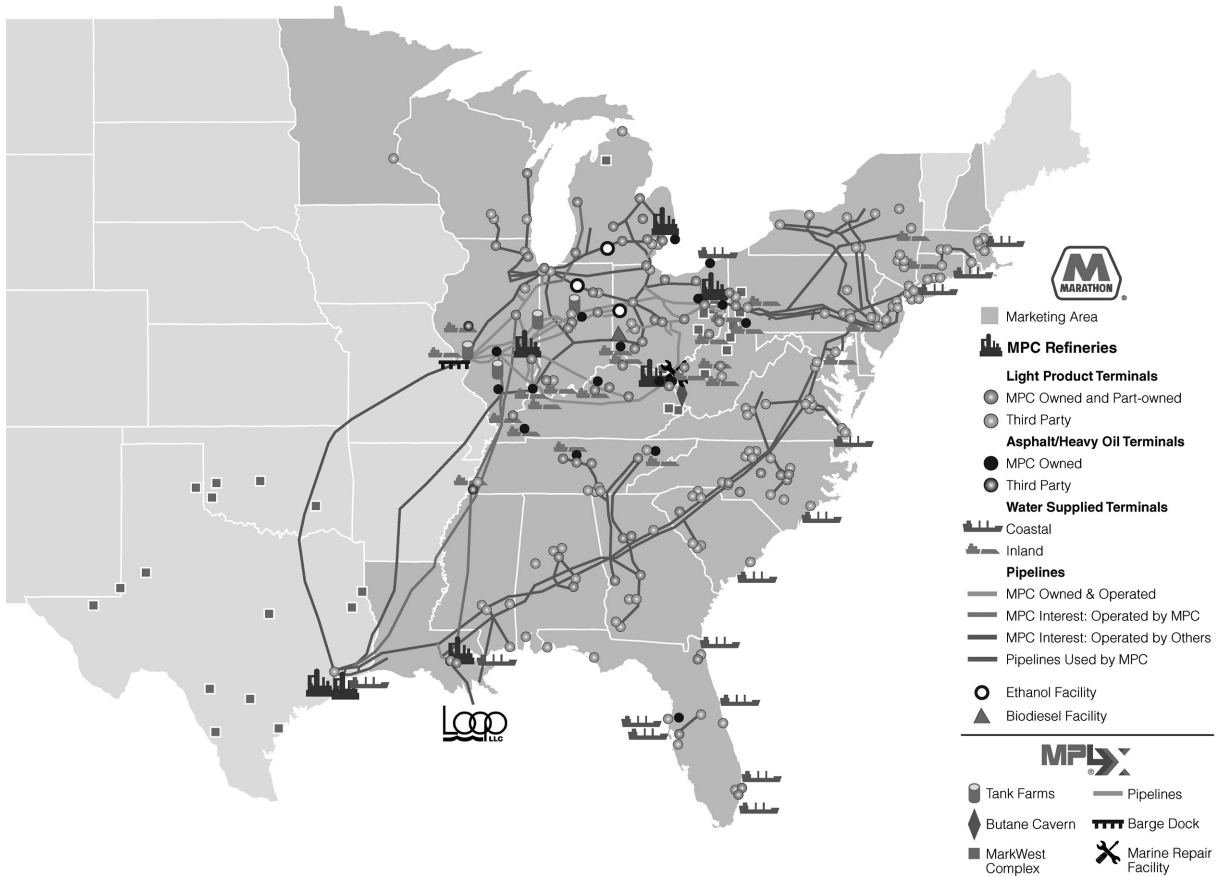 M
MARATHON®
Marketing Area
MPC Refineries
Light Product Terminals
MPC Owned and Part-owned
Third Party
Asphalt/Heavy Oil Terminals
MPC Owned
Third Party
Water Supplied Terminals
Coastal
Inland
Pipelines
MPC Owned & Operated
MPC Interest: Operated by MPC
MPC Interest: Operated by Others
Pipelines Used by MPC
Ethanol Facility
Biodiesel Facility
LOOP
LLC
MPLX®
Tank Farms
Pipelines
Butane Cavern
Barge Dock
MarkWest
Complex
Marine Repair
Facility